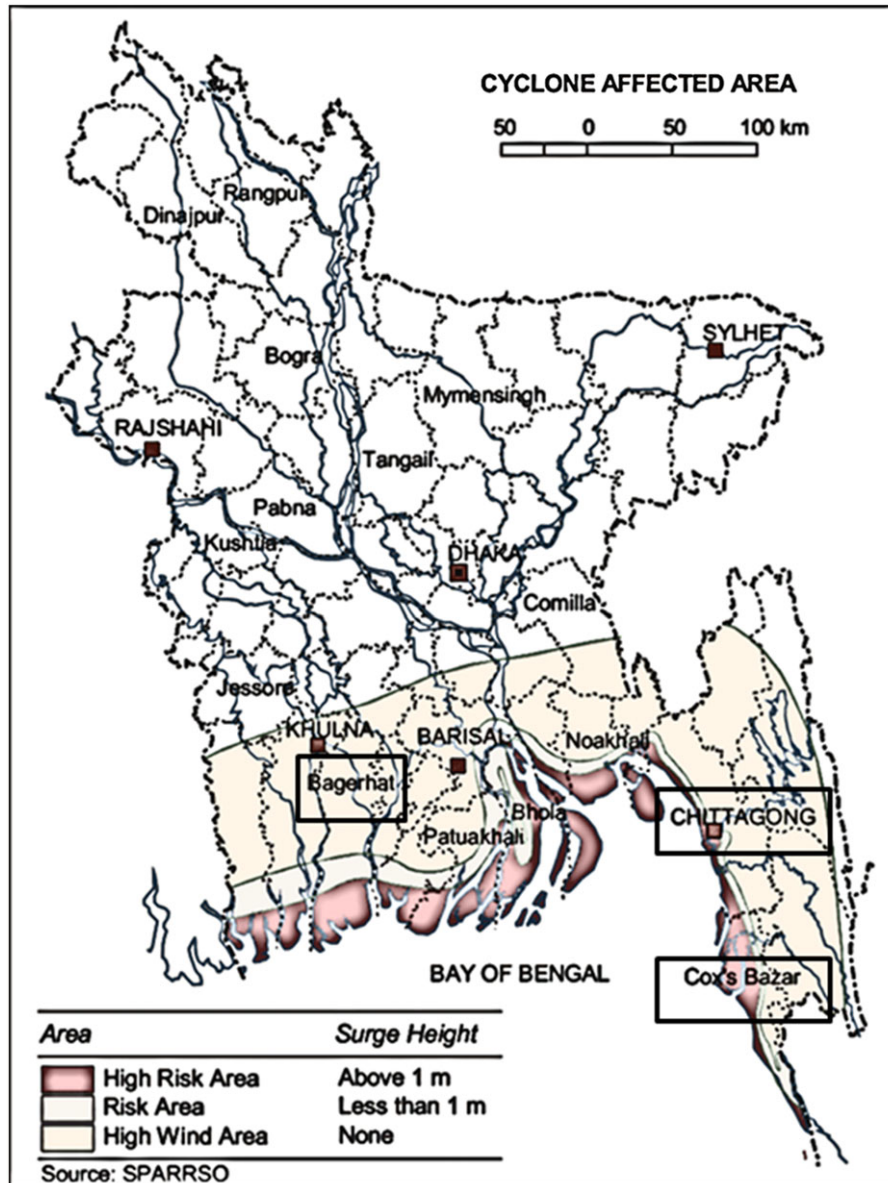 CYCLONE AFFECTED AREA
50 0 50 100 km
Rangpur
Dinajpur
SYLHET
Bogra
Mymensingh
RAJSHAHI
Tangail
Pabna
Kushtia
DHAKA
Comilla
Jessore
KHULNA
BARISAL
Noakhali
Bagerhat
Bhola
CHITTAGONG
Patuakhali
BAY OF BENGAL
Cox's Bazar
Area Surge Height
High Risk Area Above 1 m
Risk Area Less than 1 m
High Wind Area None
Source: SPARRSO